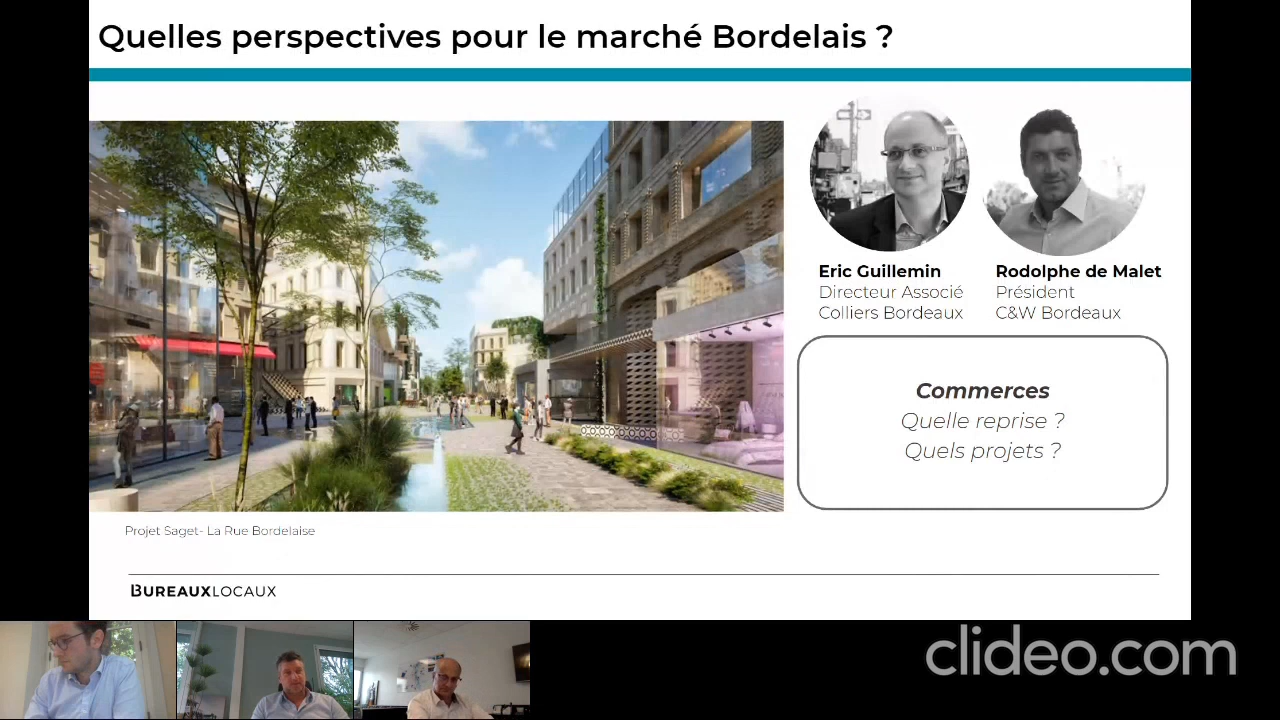 Quelles perspectives pour le marché Bordelais ?
Eric Guillemin
Directeur Associé
Colliers Bordeaux
Rodolphe de Malet
Président
C&W Bordeaux
Commerces
Quelle reprise ?
Quels projets ?
Projet Saget- La Rue Bordelaise
BUREAUXLOCAUX
clideo.com